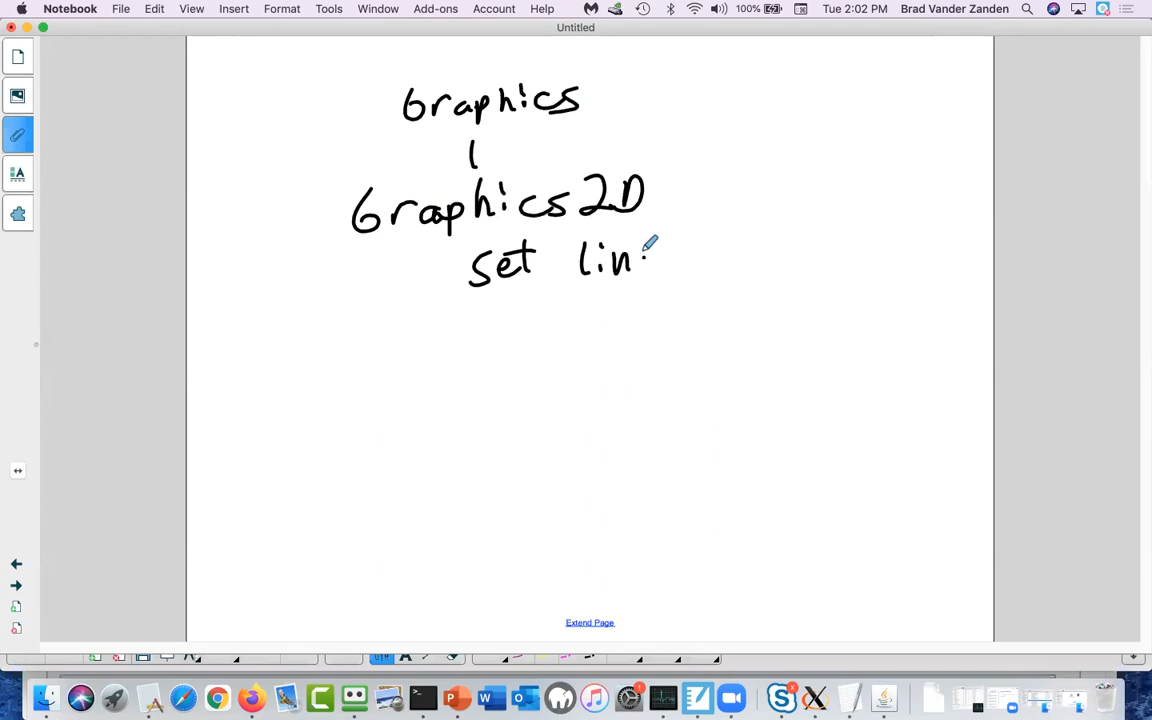 Notebook File Edit View Insert Format Tools Window Add-ons Account Help 100% Tue 2:02 PM Brad Vander Zanden
Untitled
Graphics
Graphics2D
set lin
Extend Page